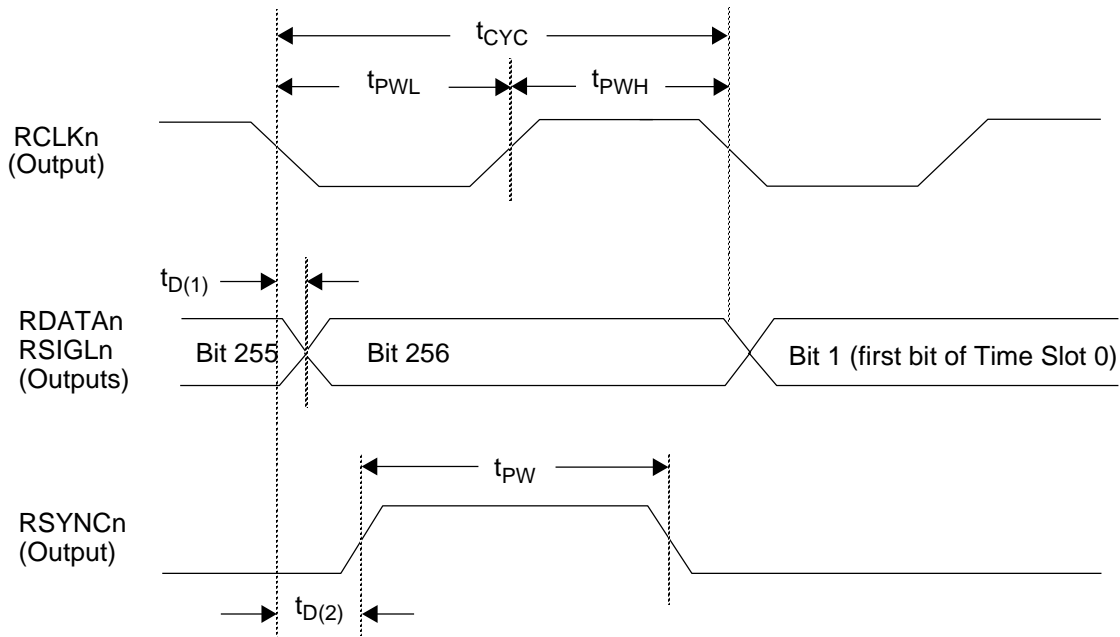 tCYC
tPWL
tPWH
RCLKn
(Output)
tD(1)
RDATAn
RSIGLn
(Outputs)
Bit 255
Bit 256
Bit 1 (first bit of Time Slot 0)
tPW
RSYNCn
(Output)
tD(2)